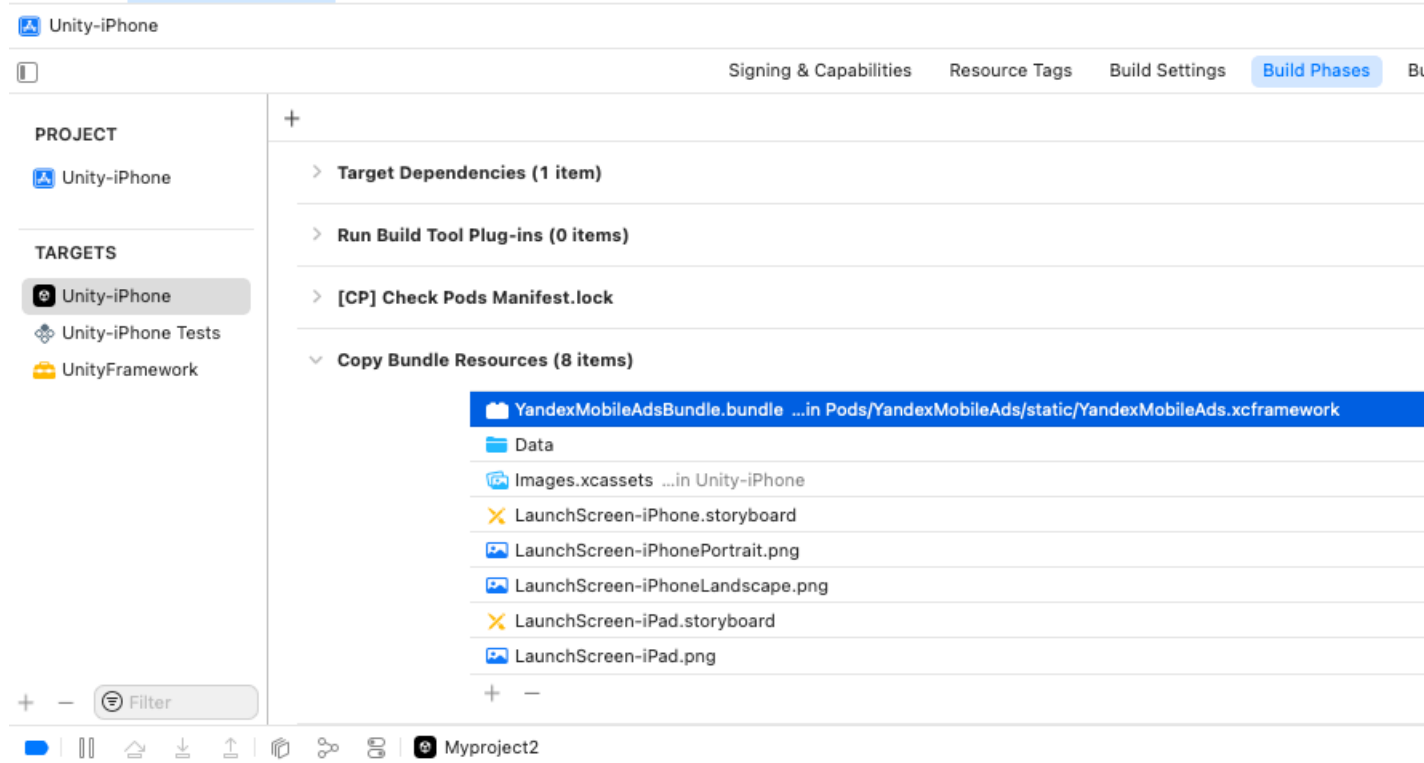 Unity-iPhone
Signing & Capabilities Resource Tags Build Settings Build Phases
PROJECT
Unity-iPhone
TARGETS
Unity-iPhone
Unity-iPhone Tests
UnityFramework
Filter
Target Dependencies (1 item)
Run Build Tool Plug-ins (0 items)
[CP] Check Pods Manifest.lock
Copy Bundle Resources (8 items)
YandexMobileAdsBundle.bundle ...in Pods/YandexMobileAds/static/YandexMobileAds.xcframework
Data
Images.xcassets ...in Unity-iPhone
LaunchScreen-iPhone.storyboard
LaunchScreen-iPhonePortrait.png
LaunchScreen-iPhoneLandscape.png
LaunchScreen-iPad.storyboard
LaunchScreen-iPad.png
Myproject2